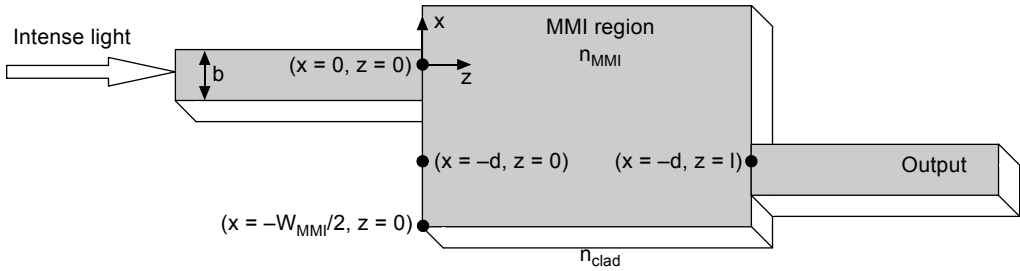 Intense light
b
(x = 0, z = 0)
x
z
MMI region
n_MMI
(x = –d, z = 0)
(x = –d, z = l)
Output
(x = –W_MMI/2, z = 0)
n_clad